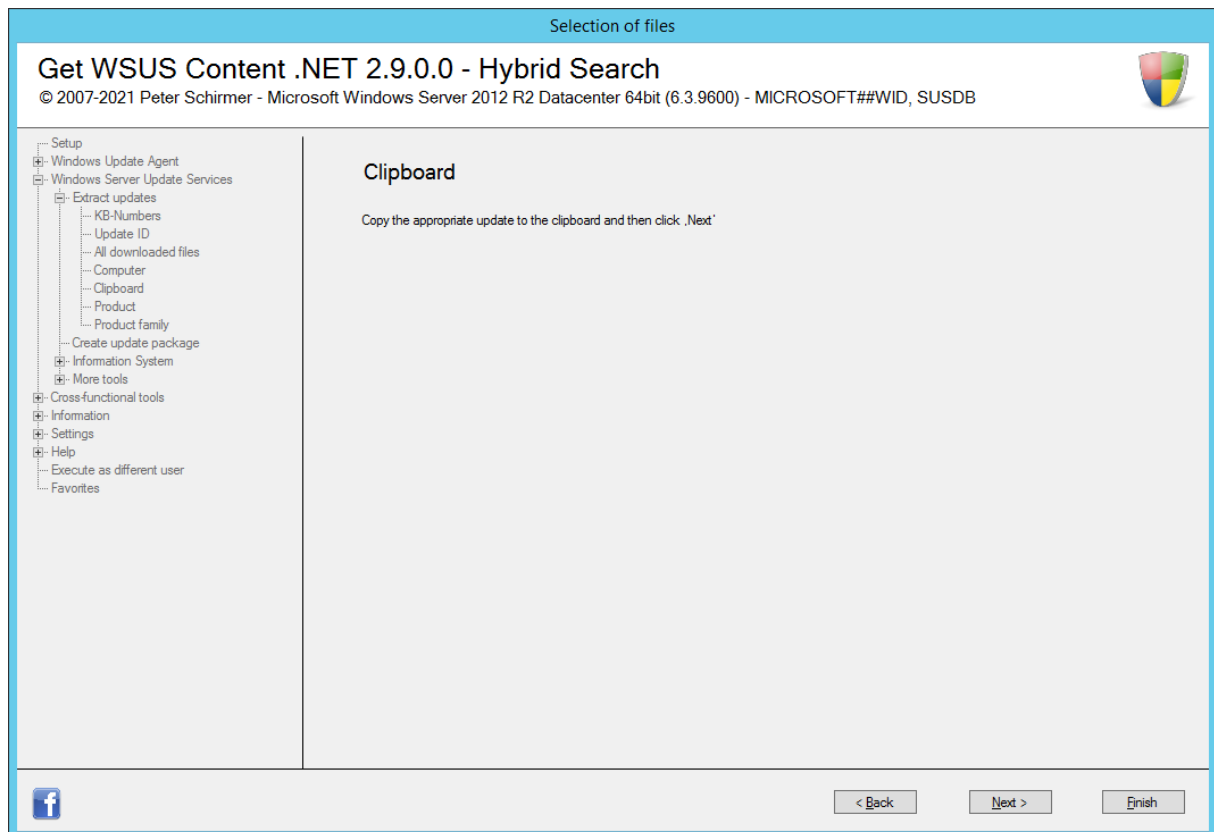 Selection of files
Get WSUS Content .NET 2.9.0.0 - Hybrid Search
© 2007-2021 Peter Schirmer - Microsoft Windows Server 2012 R2 Datacenter 64bit (6.3.9600) - MICROSOFT##WID, SUSDB
Setup
Windows Update Agent
Windows Server Update Services
Extract updates
KB-Numbers
Update ID
All downloaded files
Computer
Clipboard
Product
Product family
Create update package
Information System
More tools
Cross-functional tools
Information
Settings
Help
Execute as different user
Favorites
Clipboard
Copy the appropriate update to the clipboard and then click ‚Next‘
f
< Back
Next >
Finish